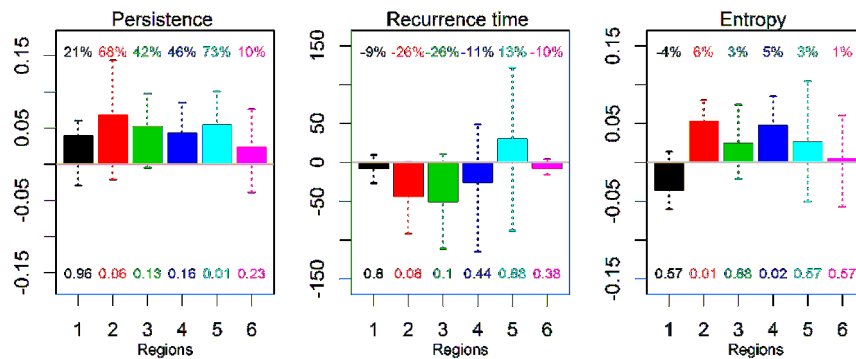 Persistence Recurrence time Entropy
21% 68% 42% 46% 73% 10%
-9% -26% -26% -11% 13% -10%
-4% 6% 3% 5% 3% 1%
0.15 0.05 -0.05 -0.15
150 50 0 -50 -150
0.15 0.05 -0.05 -0.15
0.96 0.06 0.13 0.16 0.01 0.23
0.6 0.06 0.1 0.44 0.68 0.38
0.57 0.01 0.68 0.02 0.57 0.57
1 2 3 4 5 6
1 2 3 4 5 6
1 2 3 4 5 6
Regions Regions Regions